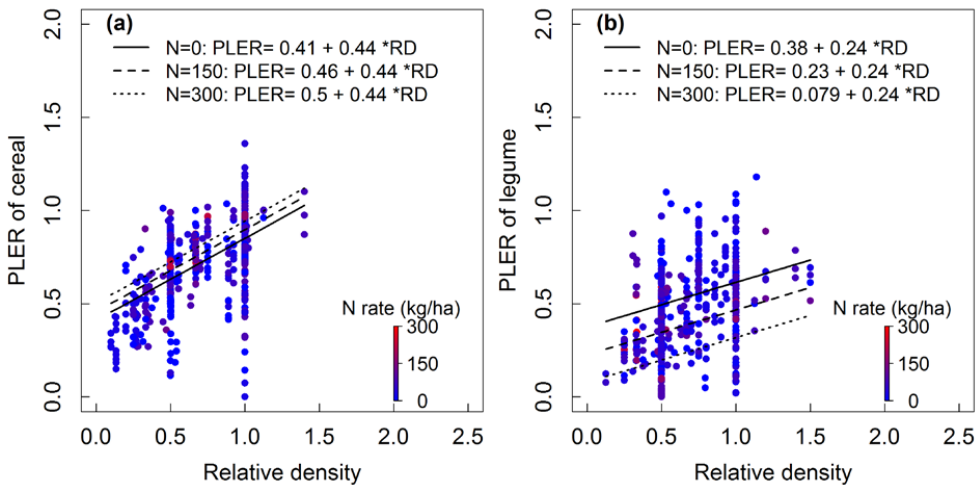 (a)
N=0: PLER= 0.41 + 0.44 *RD
N=150: PLER= 0.46 + 0.44 *RD
N=300: PLER= 0.5 + 0.44 *RD
2.0
1.5
1.0
0.5
0.0
PLER of cereal
N rate (kg/ha)
300
150
0
0.0 0.5 1.0 1.5 2.0 2.5
Relative density
(b)
N=0: PLER= 0.38 + 0.24 *RD
N=150: PLER= 0.23 + 0.24 *RD
N=300: PLER= 0.079 + 0.24 *RD
2.0
1.5
1.0
0.5
0.0
PLER of legume
N rate (kg/ha)
300
150
0
0.0 0.5 1.0 1.5 2.0 2.5
Relative density